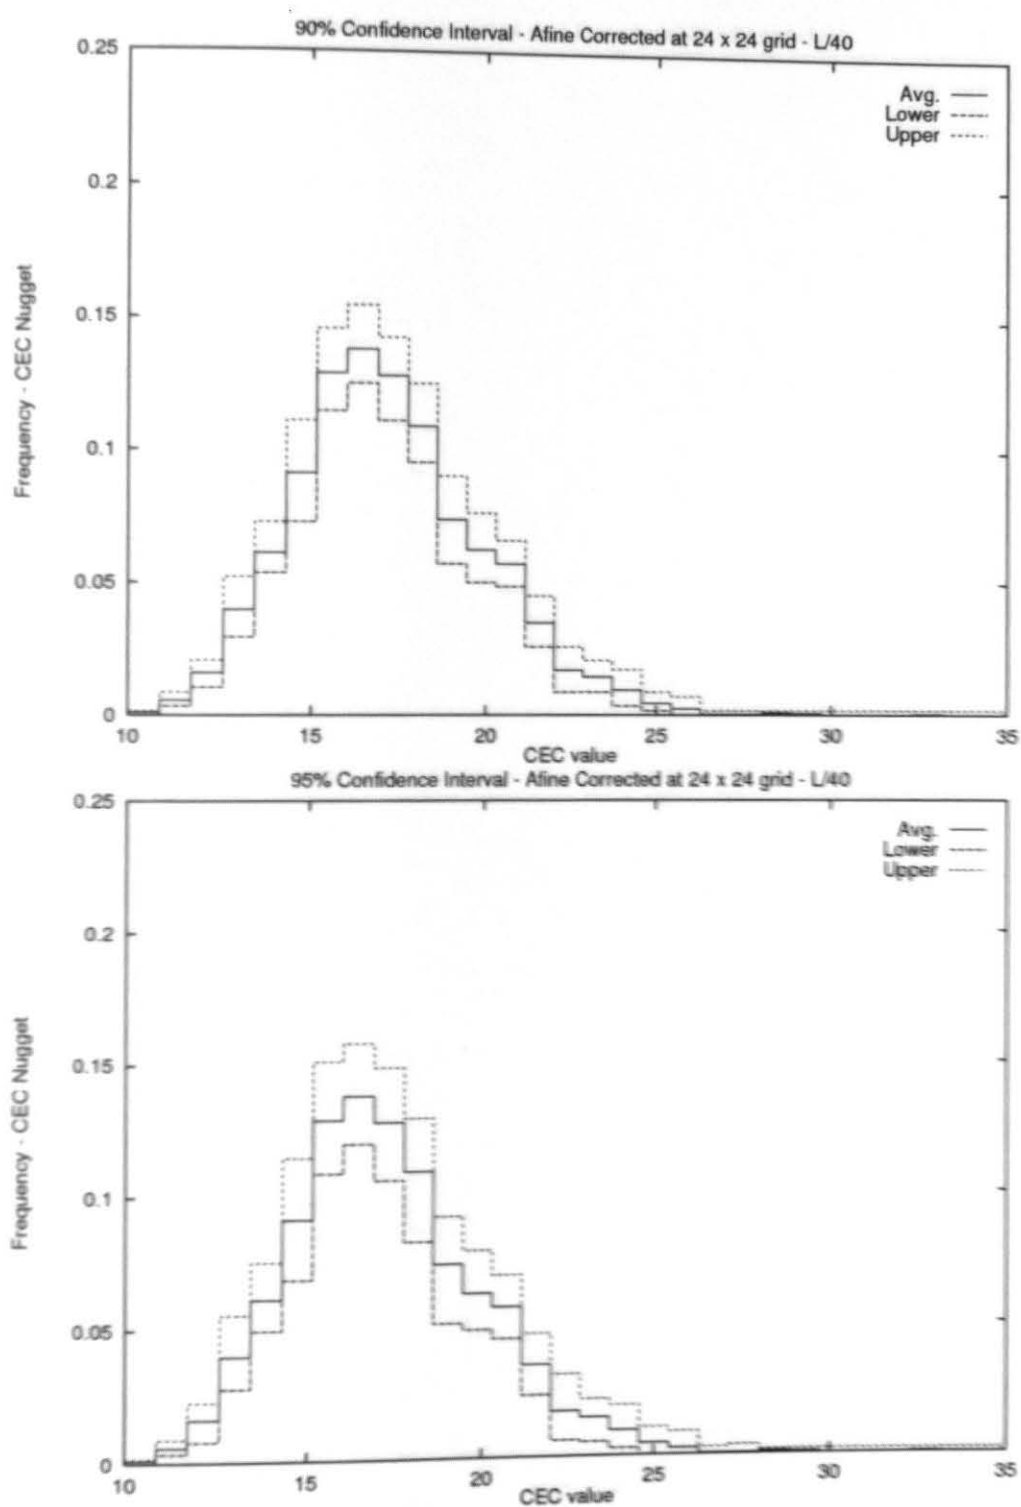 90% Confidence Interval - Afine Corrected at 24 x 24 grid - L/40
0.25
0.2
0.15
0.1
0.05
0
Frequency - CEC Nugget
Avg.
Lower
Upper
10 15 20 25 30 35
CEC value
95% Confidence Interval - Afine Corrected at 24 x 24 grid - L/40
0.25
0.2
0.15
0.1
0.05
0
Frequency - CEC Nugget
Avg.
Lower
Upper
10 15 20 25 30 35
CEC value